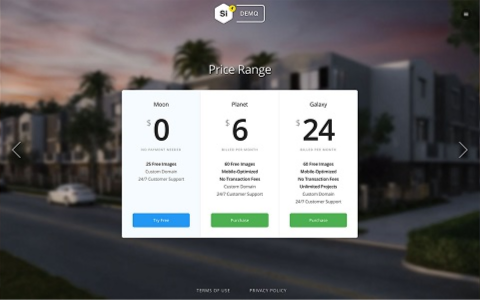 Si
DEMO
Price Range
Moon
$ 0
NO PAYMENT NEEDED
25 Free Images
Custom Domain
24/7 Customer Support
Try Free
Planet
$ 6
BILLED PER MONTH
60 Free Images
Mobile-Optimized
No Transaction Fees
Custom Domain
24/7 Customer Support
Purchase
Galaxy
$ 24
BILLED PER MONTH
60 Free Images
Mobile-Optimized
No Transaction Fees
Unlimited Projects
Custom Domain
24/7 Customer Support
Purchase
TERMS OF USE
PRIVACY POLICY